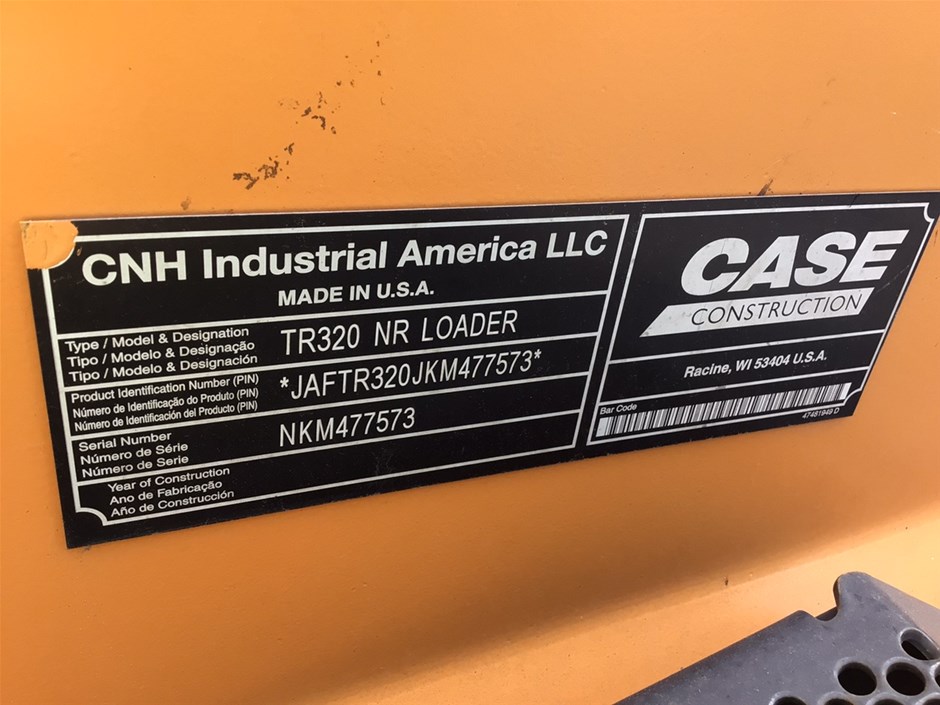 CNH Industrial America LLC
MADE IN U.S.A.
Type / Model & Designation
Tipo / Modelo & Designação
Tipo / Modelo & Designación
TR320 NR LOADER
Product Identification Number (PIN)
Número de Identificação do Produto (PIN)
Número de Identificación del Producto (PIN)
*JAFTR320JKM477573*
Serial Number
Número de Série
Número de Serie
NKM477573
Year of Construction
Ano de Fabricação
Año de Construcción
CASE
CONSTRUCTION
Racine, WI 53404 U.S.A.
Bar Code
47481949 D